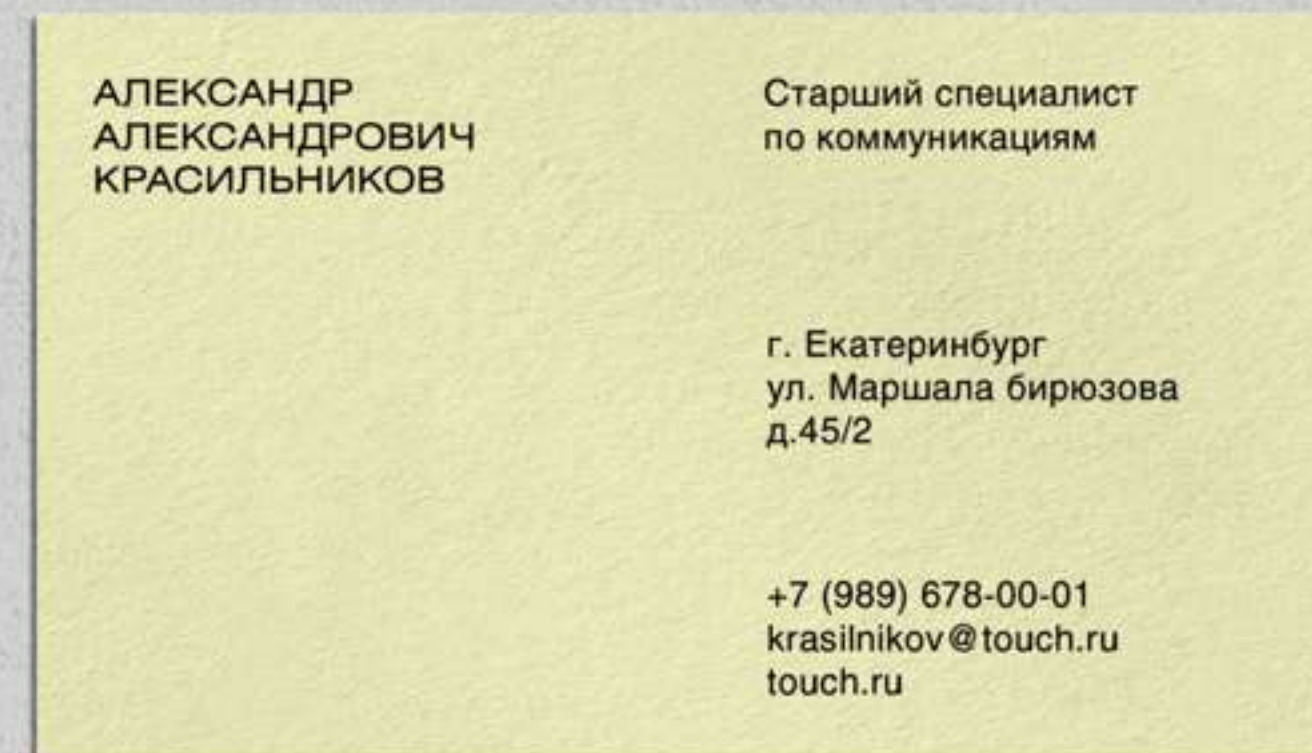 АЛЕКСАНДР
АЛЕКСАНДРОВИЧ
КРАСИЛЬНИКОВ
Старший специалист
по коммуникациям
г. Екатеринбург
ул. Маршала бирюзова
д.45/2
+7 (989) 678-00-01
krasilnikov@touch.ru
touch.ru